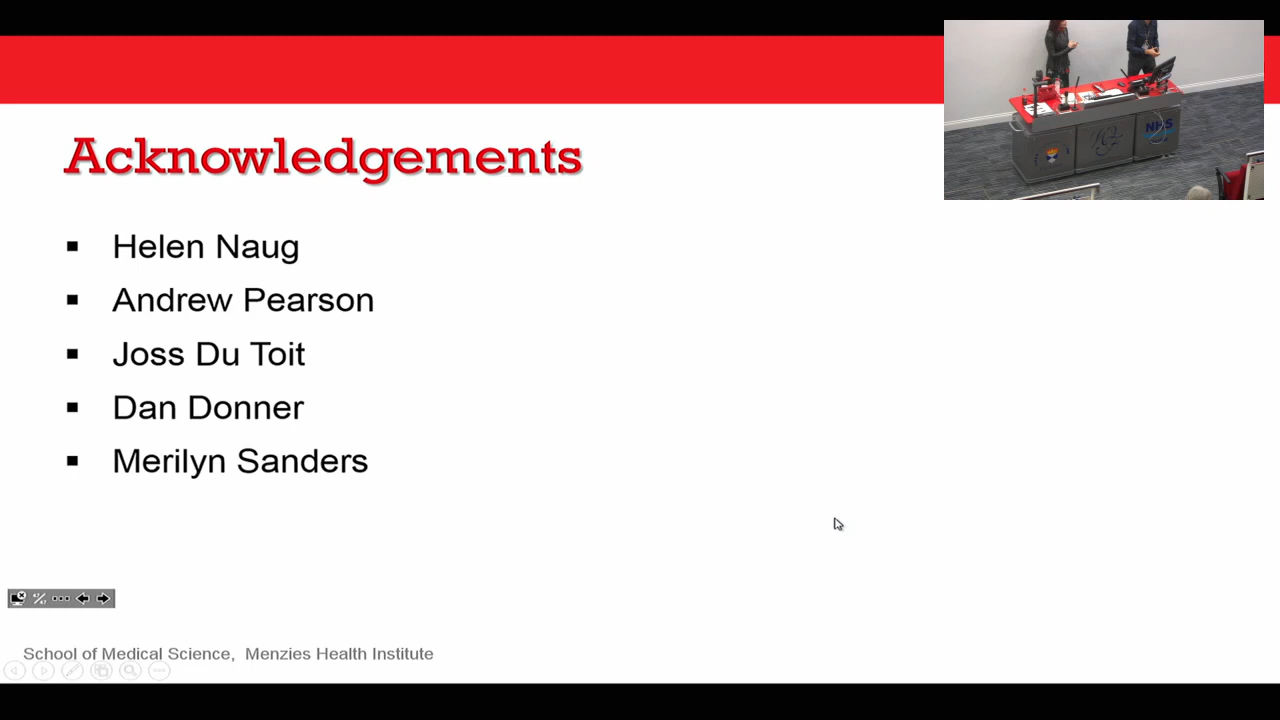 Acknowledgements
NHS
▪ Helen Naug
▪ Andrew Pearson
▪ Joss Du Toit
▪ Dan Donner
▪ Merilyn Sanders
School of Medical Science, Menzies Health Institute